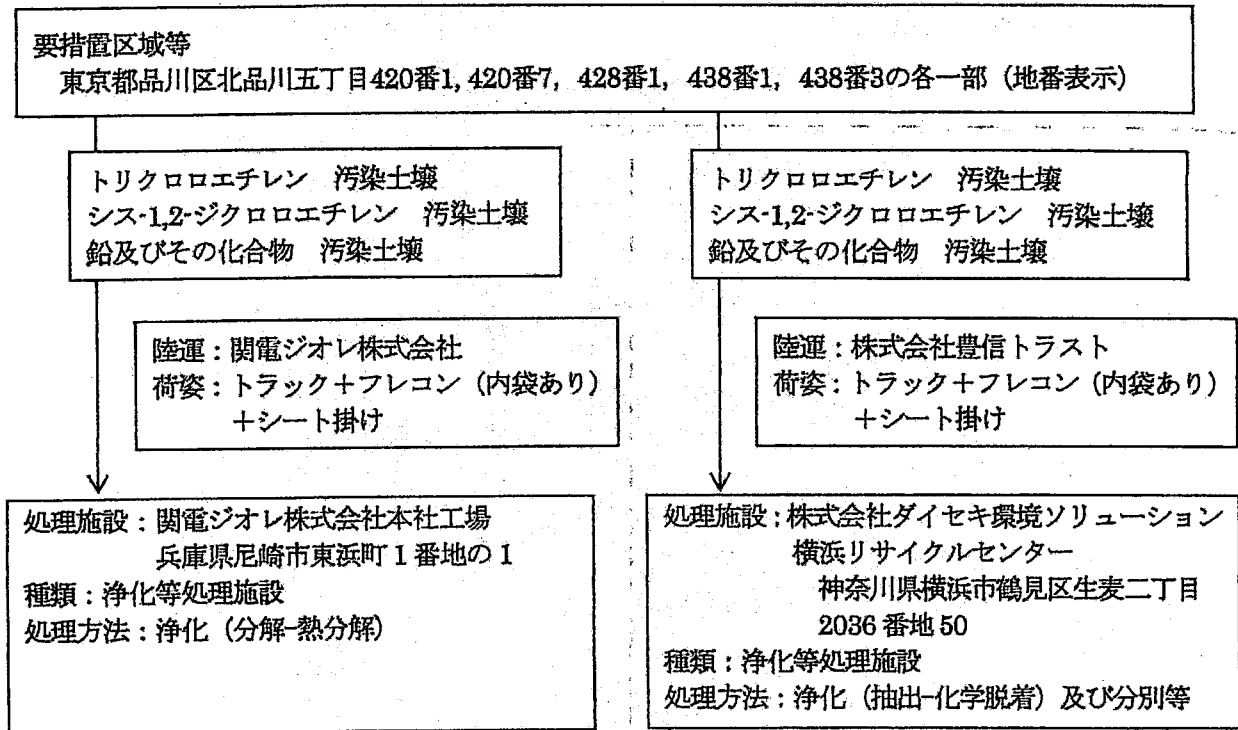 要措置区域等
東京都品川区北品川五丁目420番1, 420番7, 428番1, 438番1, 438番3の各一部（地番表示）
トリクロロエチレン　汚染土壌
シス-1,2-ジクロロエチレン　汚染土壌
鉛及びその化合物　汚染土壌
陸運：関電ジオレ株式会社
荷姿：トラック＋フレコン（内袋あり）
＋シート掛け
処理施設：関電ジオレ株式会社本社工場
兵庫県尼崎市東浜町１番地の１
種類：浄化等処理施設
処理方法：浄化（分解-熱分解）
トリクロロエチレン　汚染土壌
シス-1,2-ジクロロエチレン　汚染土壌
鉛及びその化合物　汚染土壌
陸運：株式会社豊信トラスト
荷姿：トラック＋フレコン（内袋あり）
＋シート掛け
処理施設：株式会社ダイセキ環境ソリューション
横浜リサイクルセンター
神奈川県横浜市鶴見区生麦二丁目
2036番地50
種類：浄化等処理施設
処理方法：浄化（抽出-化学脱着）及び分別等